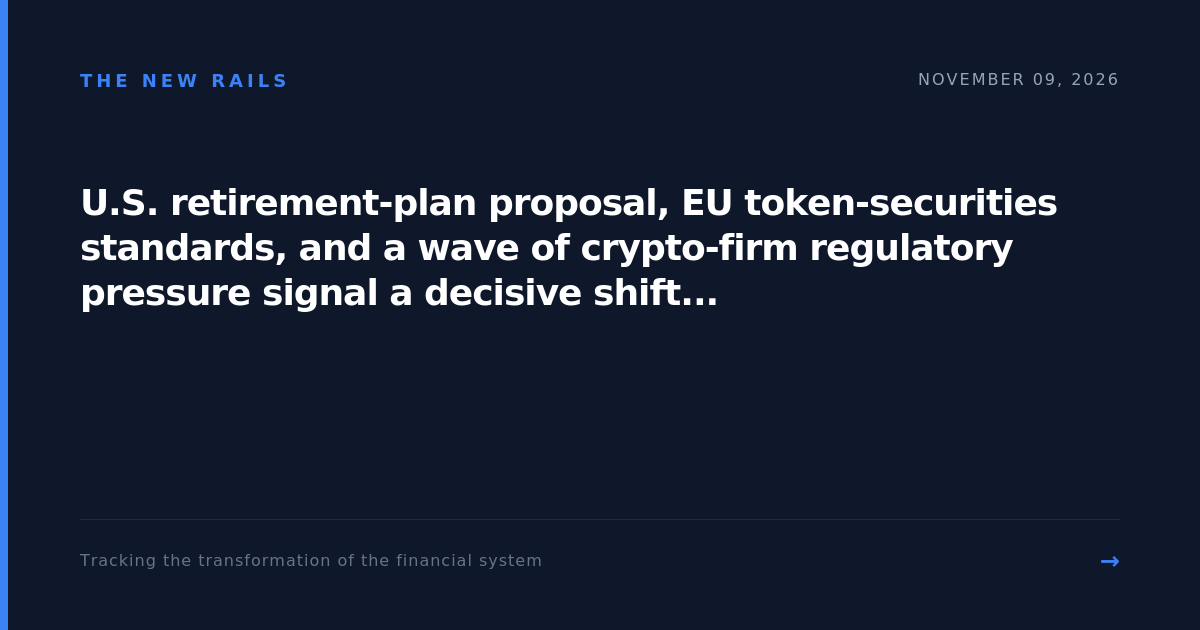 THE NEW RAILS
NOVEMBER 09, 2026
U.S. retirement-plan proposal, EU token-securities
standards, and a wave of crypto-firm regulatory
pressure signal a decisive shift...
Tracking the transformation of the financial system
→